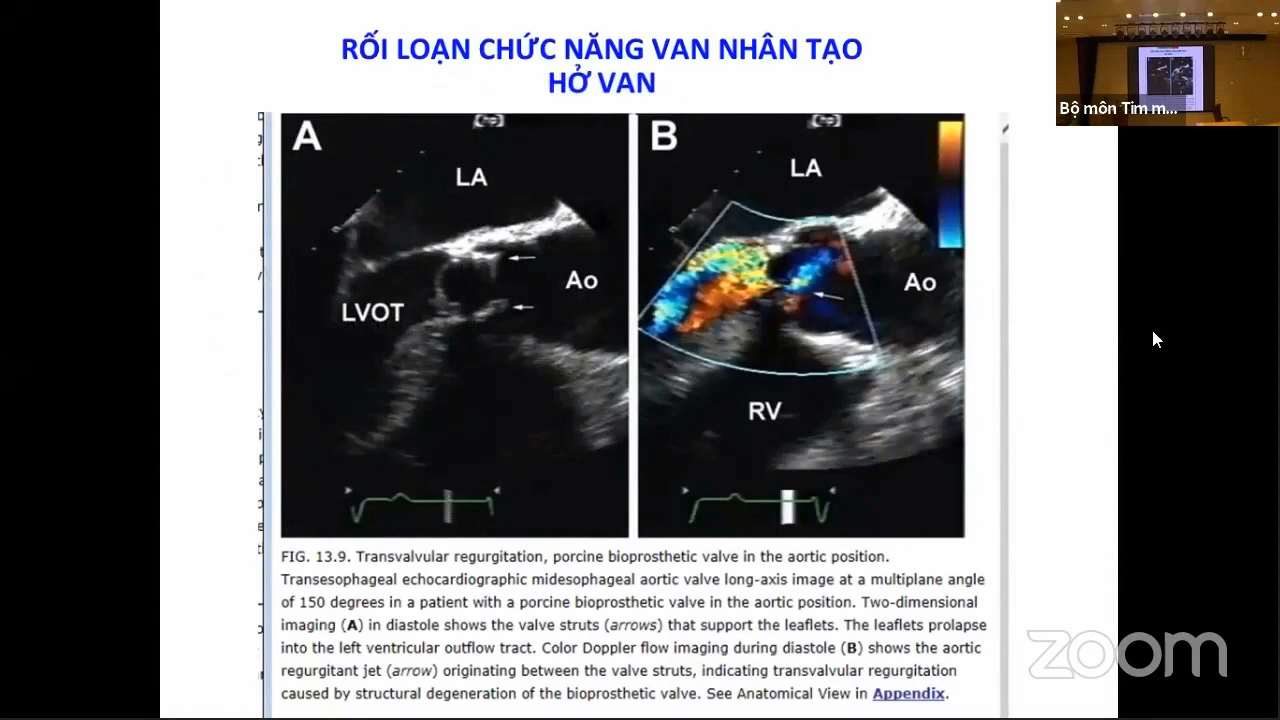 RỐI LOẠN CHỨC NĂNG VAN NHÂN TẠO
HỞ VAN
Bộ môn Tim m...
A
LA
LVOT
Ao
B
LA
Ao
RV
FIG. 13.9. Transvalvular regurgitation, porcine bioprosthetic valve in the aortic position.
Transesophageal echocardiographic midesophageal aortic valve long-axis image at a multiplane angle
of 150 degrees in a patient with a porcine bioprosthetic valve in the aortic position. Two-dimensional
imaging (A) in diastole shows the valve struts (arrows) that support the leaflets. The leaflets prolapse
into the left ventricular outflow tract. Color Doppler flow imaging during diastole (B) shows the aortic
regurgitant jet (arrow) originating between the valve struts, indicating transvalvular regurgitation
caused by structural degeneration of the bioprosthetic valve. See Anatomical View in Appendix.
zoom